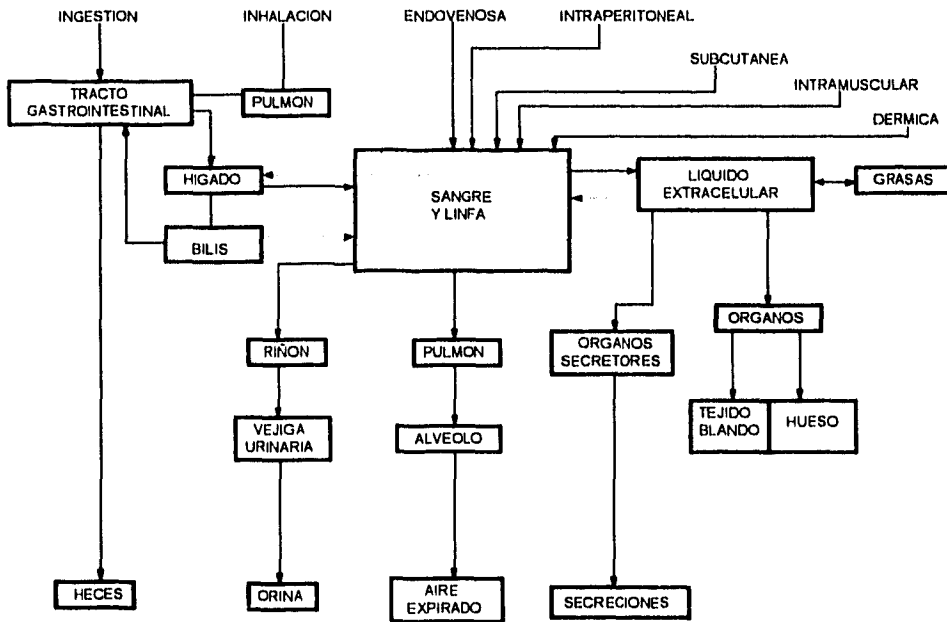 INGESTION
INHALACION
ENDOVENOSA
INTRAPERITONEAL
SUBCUTANEA
INTRAMUSCULAR
DERMICA
TRACTO
GASTROINTESTINAL
PULMON
HIGADO
BILIS
SANGRE
Y LINFA
LIQUIDO
EXTRACELULAR
GRASAS
RIÑON
PULMON
ORGANOS
SECRETORES
ORGANOS
VEJIGA
URINARIA
ALVEOLO
TEJIDO
BLANDO
HUESO
HECES
ORINA
AIRE
EXPIRADO
SECRECIONES